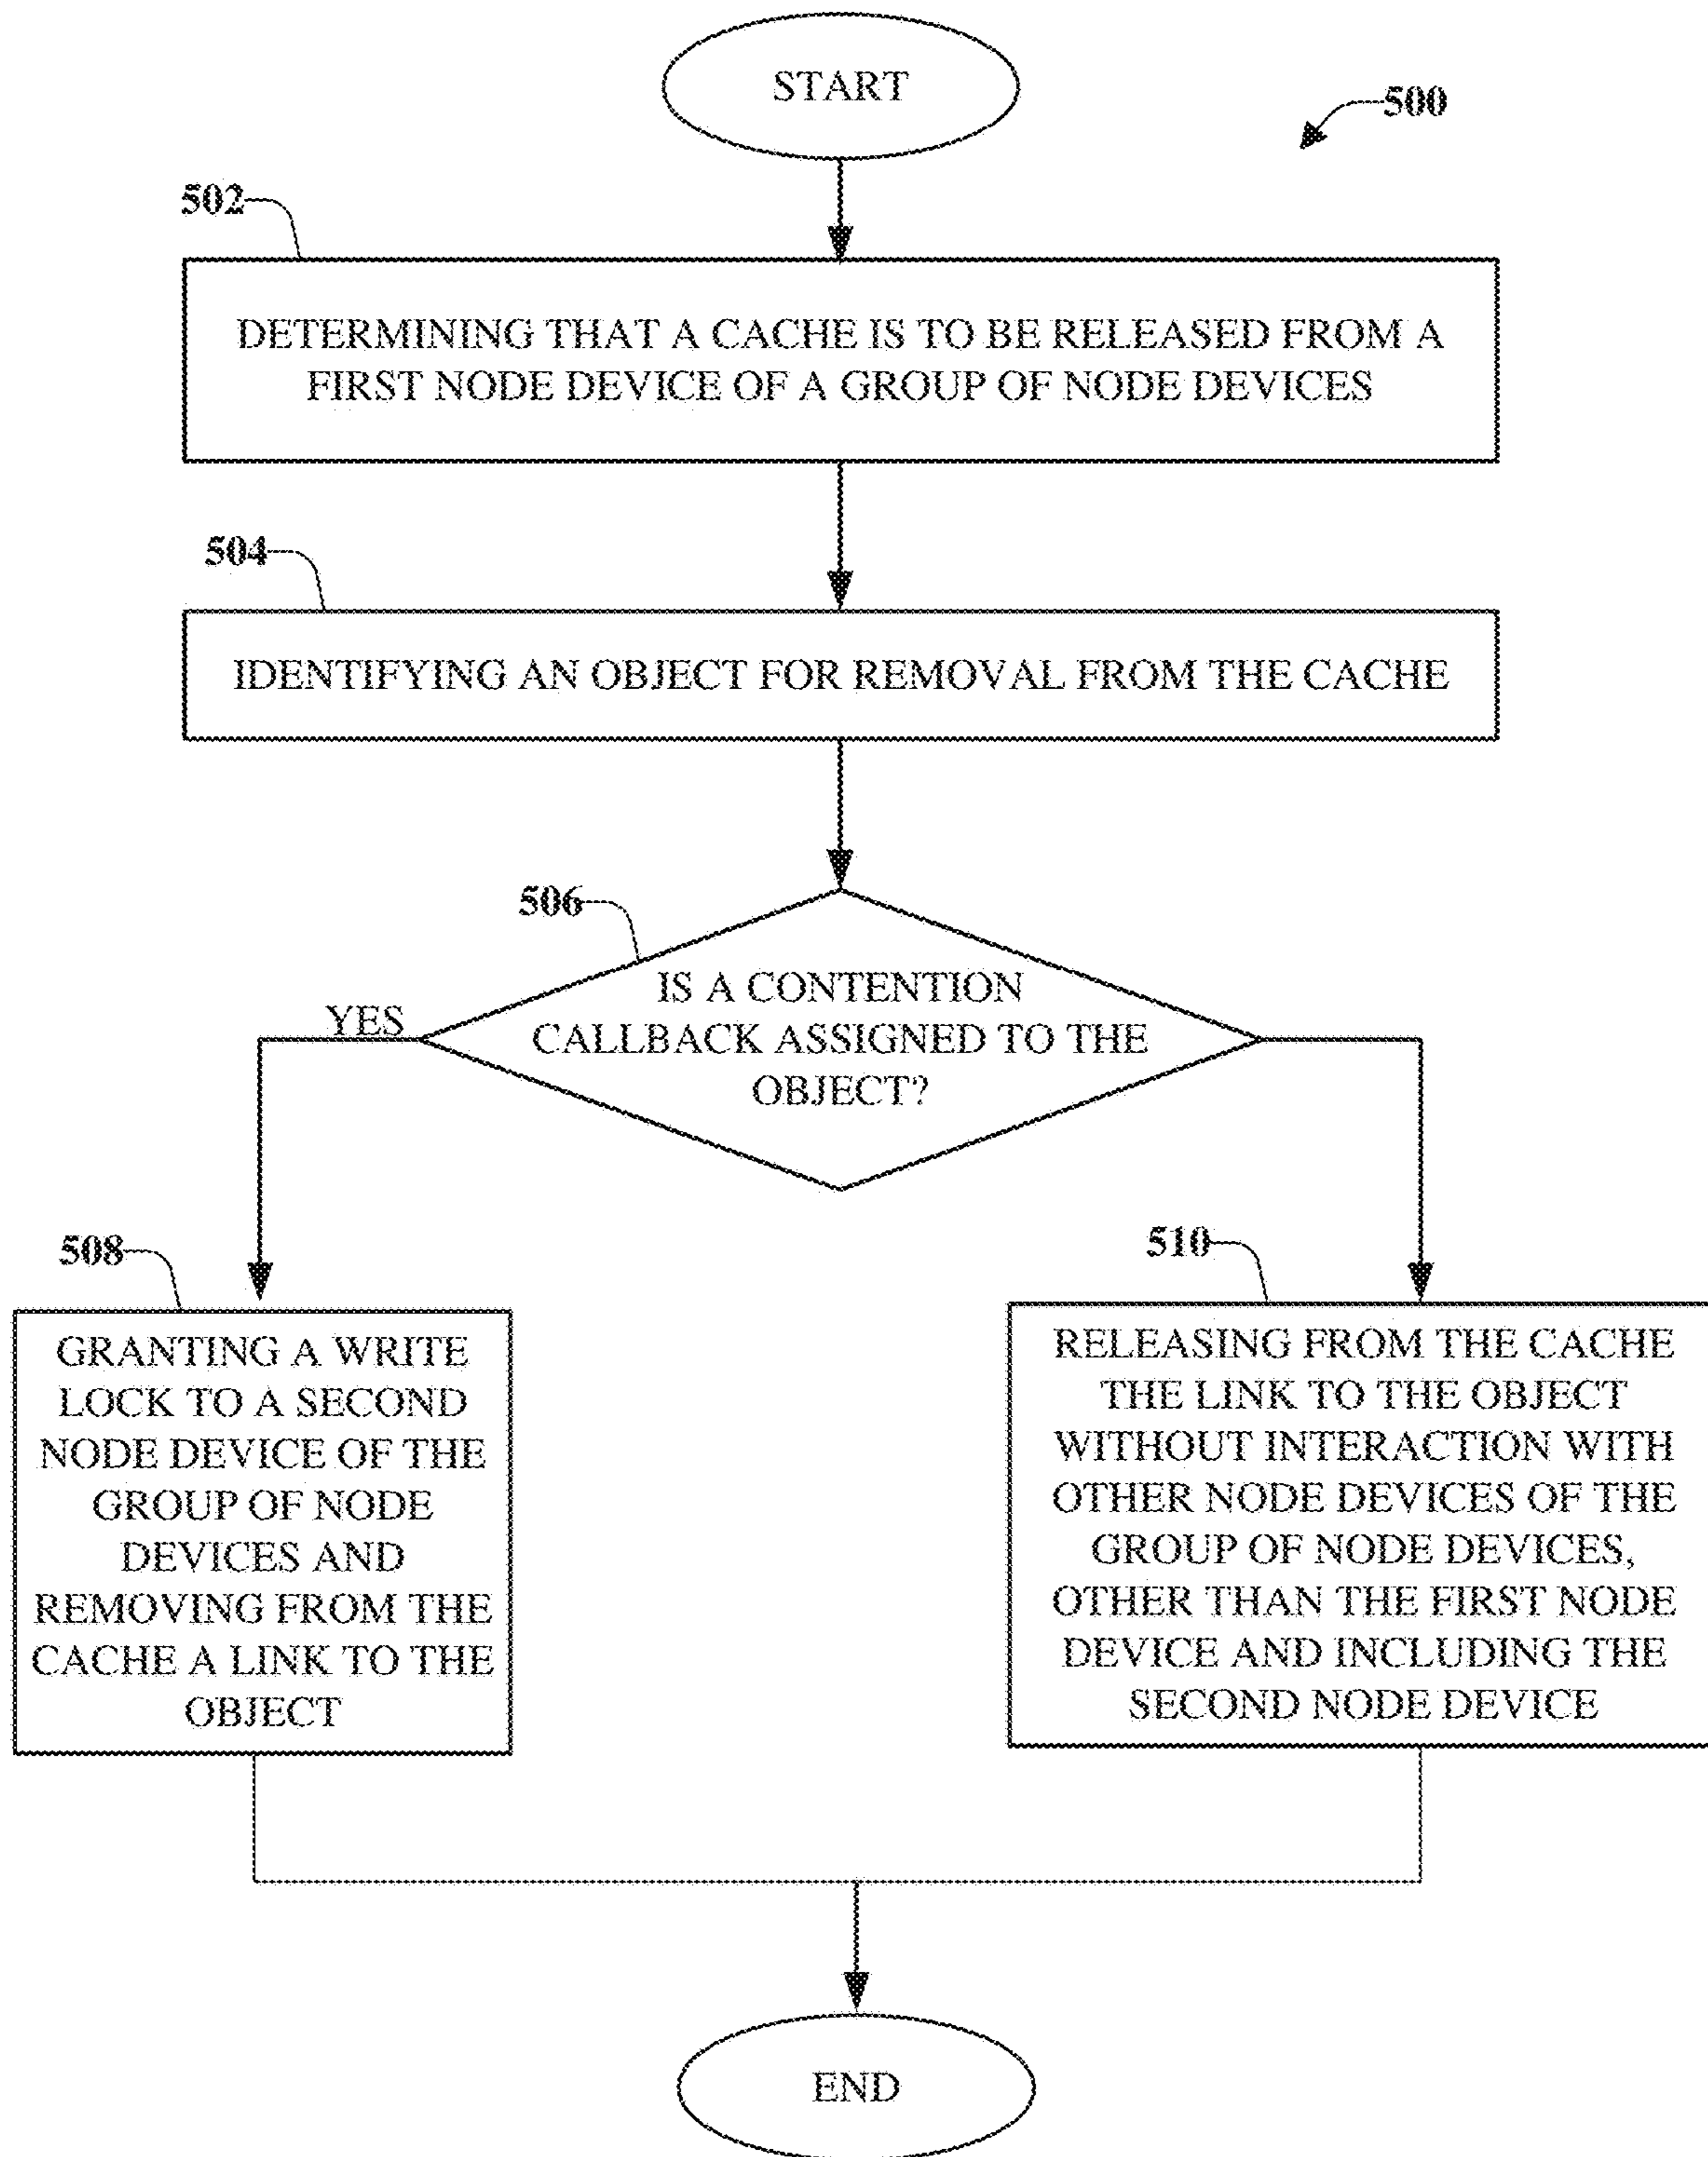 START
500
502
DETERMINING THAT A CACHE IS TO BE RELEASED FROM A
FIRST NODE DEVICE OF A GROUP OF NODE DEVICES
504
IDENTIFYING AN OBJECT FOR REMOVAL FROM THE CACHE
506
IS A CONTENTION
CALLBACK ASSIGNED TO THE
OBJECT?
YES
508
GRANTING A WRITE
LOCK TO A SECOND
NODE DEVICE OF THE
GROUP OF NODE
DEVICES AND
REMOVING FROM THE
CACHE A LINK TO THE
OBJECT
510
RELEASING FROM THE CACHE
THE LINK TO THE OBJECT
WITHOUT INTERACTION WITH
OTHER NODE DEVICES OF THE
GROUP OF NODE DEVICES,
OTHER THAN THE FIRST NODE
DEVICE AND INCLUDING THE
SECOND NODE DEVICE
END